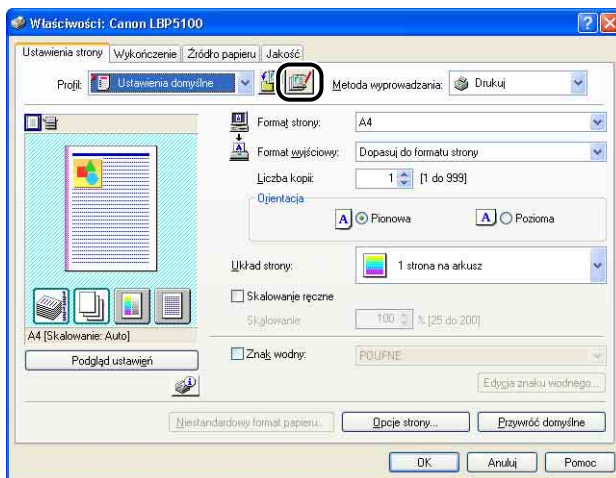 Właściwości: Canon LBP5100
Ustawienia strony Wykończenie Źródło papieru Jakość
Profil: Ustawienia domyślne Metoda wyprowadzania: Drukuj
Format strony: A4
Format wyjściowy: Dopasuj do formatu strony
Liczba kopii: 1 [1 do 999]
Orientacja
A Pionowa A Pozioma
Układ strony: 1 strona na arkusz
Skalowanie ręczne
Skalowanie: 100 % [25 do 200]
A4 [Skalowanie: Auto]
Podgląd ustawień
Znak wodny: POUFNE
Edycja znaku wodnego...
Niestandardowy format papieru... Opcje strony... Przywróć domyślne
OK Anuluj Pomoc